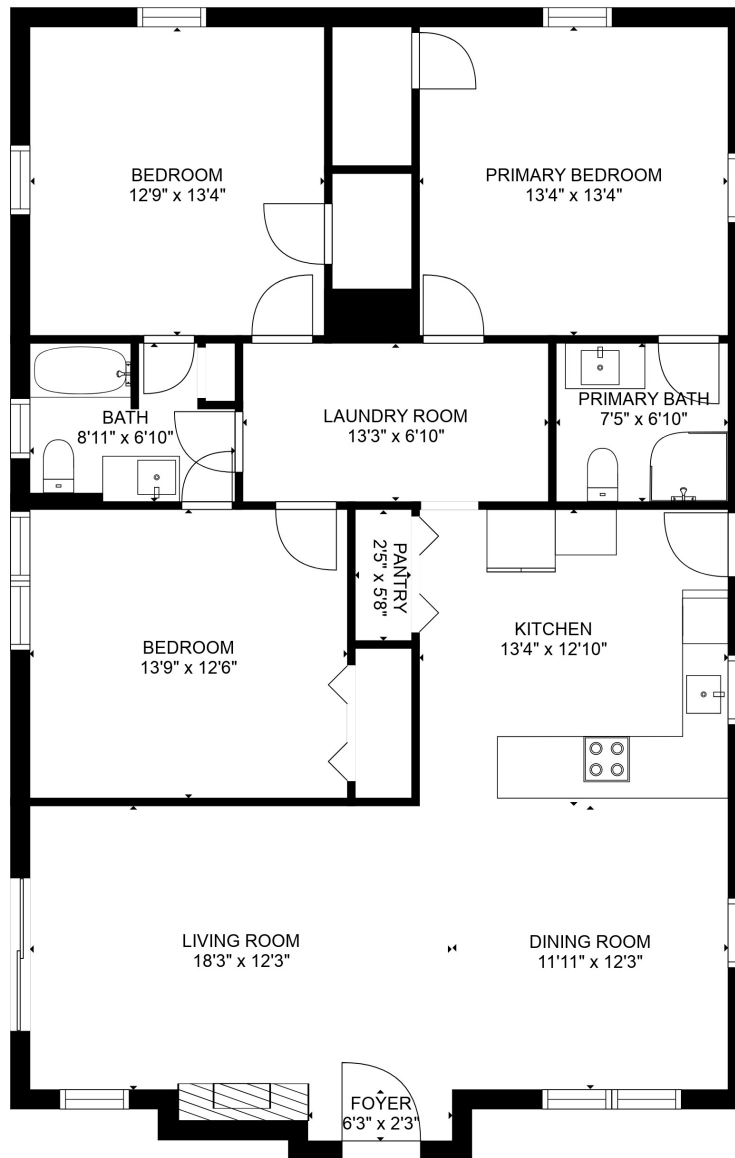 BEDROOM
12'9" x 13'4"
PRIMARY BEDROOM
13'4" x 13'4"
BATH
8'11" x 6'10"
LAUNDRY ROOM
13'3" x 6'10"
PRIMARY BATH
7'5" x 6'10"
PANTRY
2'5" x 5'8"
BEDROOM
13'9" x 12'6"
KITCHEN
13'4" x 12'10"
LIVING ROOM
18'3" x 12'3"
DINING ROOM
11'11" x 12'3"
FOYER
6'3" x 2'3"